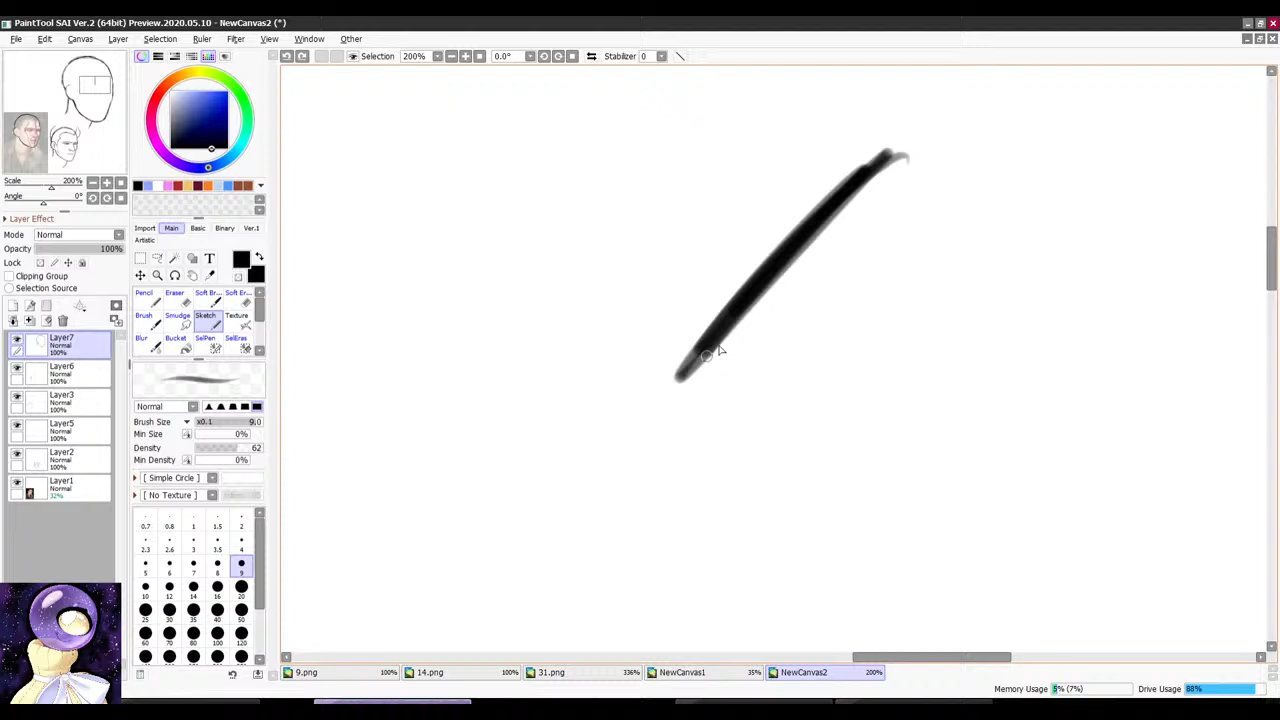 PaintTool SAI Ver.2 (64bit) Preview.2020.05.10 - NewCanvas2 (*)
File Edit Canvas Layer Selection Ruler Filter View Window Other
Selection 200% 0.0° Stabilizer 0
Scale 200%
Angle 0°
Layer Effect
Mode Normal
Opacity 100%
Lock
Clipping Group
Selection Source
Layer7
Normal
100%
Layer6
Normal
100%
Layer3
Normal
100%
Layer5
Normal
100%
Layer2
Normal
100%
Layer1
Normal
32%
Import Main Basic Binary Ver.1
Artistic
T
Pencil Eraser Soft Br... Soft Er...
Brush Smudge Sketch Texture
Blur Bucket SelPen SelEras
Normal
Brush Size x0.1 9.0
Min Size 0%
Density 62
Min Density 0%
[ Simple Circle ]
[ No Texture ]
0.7 0.8 1 1.5 2
2.3 2.6 3 3.5 4
5 6 7 8 9
10 12 14 16 20
25 30 35 40 50
60 70 80 100 120
9.png 100% 14.png 100% 31.png 336% NewCanvas1 35% NewCanvas2 200%
Memory Usage 5% (7%) Drive Usage 88%